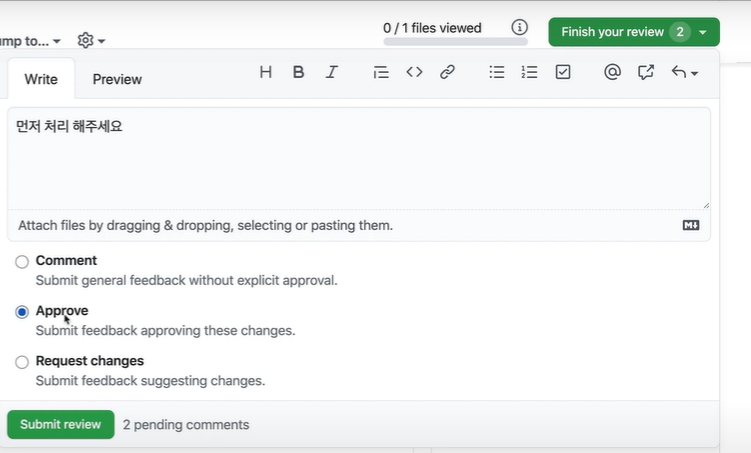 0 / 1 files viewed
Finish your review 2
mp to...
Write Preview H B I
먼저 처리 해주세요
Attach files by dragging & dropping, selecting or pasting them.
Comment
Submit general feedback without explicit approval.
Approve
Submit feedback approving these changes.
Request changes
Submit feedback suggesting changes.
Submit review 2 pending comments